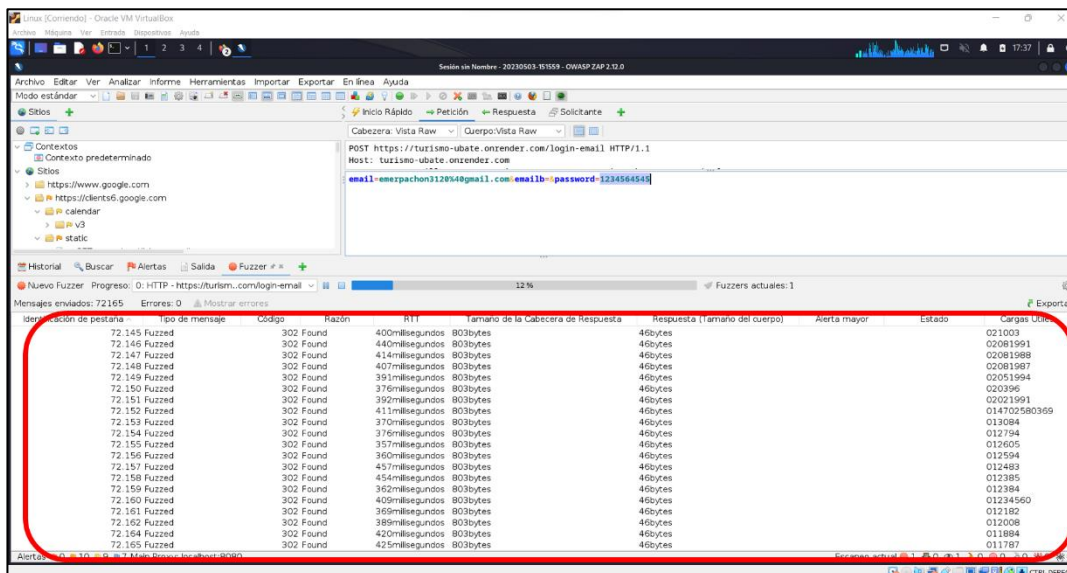 Linux [Corriendo] - Oracle VM VirtualBox
Archivo Máquina Ver Entrada Dispositivos Ayuda
1 2 3 4 17:37
Sesión sin Nombre - 20230503-151559 - OWASP ZAP 2.12.0
Archivo Editar Ver Analizar Informe Herramientas Importar Exportar En línea Ayuda
Modo estándar
Sitios
Inicio Rápido Petición Respuesta Solicitante
Cabezera: Vista Raw Cuerpo:Vista Raw
Contextos
Contexto predeterminado
Sitios
https://www.google.com
https://clients6.google.com
calendar
v3
static
POST https://turismo-ubate.onrender.com/login-email HTTP/1.1
Host: turismo-ubate.onrender.com
email=emerpachon3120%40gmail.com&emailb=&password=1234564545
Historial Buscar Alertas Salida Fuzzer
Nuevo Fuzzer Progreso: 0: HTTP - https://turism..com/login-email 12% Fuzzers actuales:1
Mensajes enviados: 72165 Errores: 0 Mostrar errores Exporta
Identificación de pestaña Tipo de mensaje Código Razón RTT Tamaño de la Cabecera de Respuesta Respuesta (Tamaño del cuerpo) Alerta mayor Estado Cargas Útiles
72.145 Fuzzed 302 Found 400milisegundos 803bytes 46bytes 021003
72.146 Fuzzed 302 Found 440milisegundos 803bytes 46bytes 02081991
72.147 Fuzzed 302 Found 414milisegundos 803bytes 46bytes 02081988
72.148 Fuzzed 302 Found 407milisegundos 803bytes 46bytes 02081987
72.149 Fuzzed 302 Found 391milisegundos 803bytes 46bytes 02051994
72.150 Fuzzed 302 Found 376milisegundos 803bytes 46bytes 020396
72.151 Fuzzed 302 Found 392milisegundos 803bytes 46bytes 02021991
72.152 Fuzzed 302 Found 411milisegundos 803bytes 46bytes 014702580369
72.153 Fuzzed 302 Found 370milisegundos 803bytes 46bytes 013084
72.154 Fuzzed 302 Found 376milisegundos 803bytes 46bytes 012794
72.155 Fuzzed 302 Found 357milisegundos 803bytes 46bytes 012605
72.156 Fuzzed 302 Found 360milisegundos 803bytes 46bytes 012594
72.157 Fuzzed 302 Found 457milisegundos 803bytes 46bytes 012483
72.158 Fuzzed 302 Found 454milisegundos 803bytes 46bytes 012385
72.159 Fuzzed 302 Found 362milisegundos 803bytes 46bytes 012384
72.160 Fuzzed 302 Found 409milisegundos 803bytes 46bytes 01234560
72.161 Fuzzed 302 Found 369milisegundos 803bytes 46bytes 012182
72.162 Fuzzed 302 Found 389milisegundos 803bytes 46bytes 012008
72.164 Fuzzed 302 Found 420milisegundos 803bytes 46bytes 011884
72.165 Fuzzed 302 Found 425milisegundos 803bytes 46bytes 011787
Alertas Main Proxy: localhost:8080 Escaneo actual